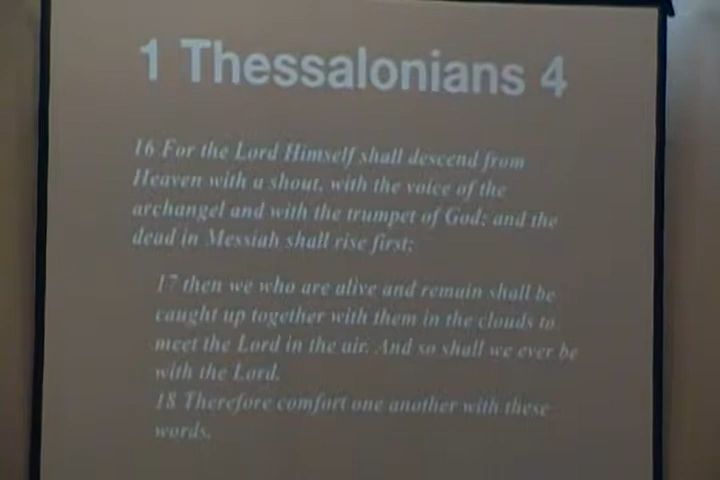 1 Thessalonians 4
16 For the Lord Himself shall descend from
Heaven with a shout, with the voice of the
archangel and with the trumpet of God; and the
dead in Messiah shall rise first;
17 then we who are alive and remain shall be
caught up together with them in the clouds to
meet the Lord in the air. And so shall we ever be
with the Lord.
18 Therefore comfort one another with these
words.